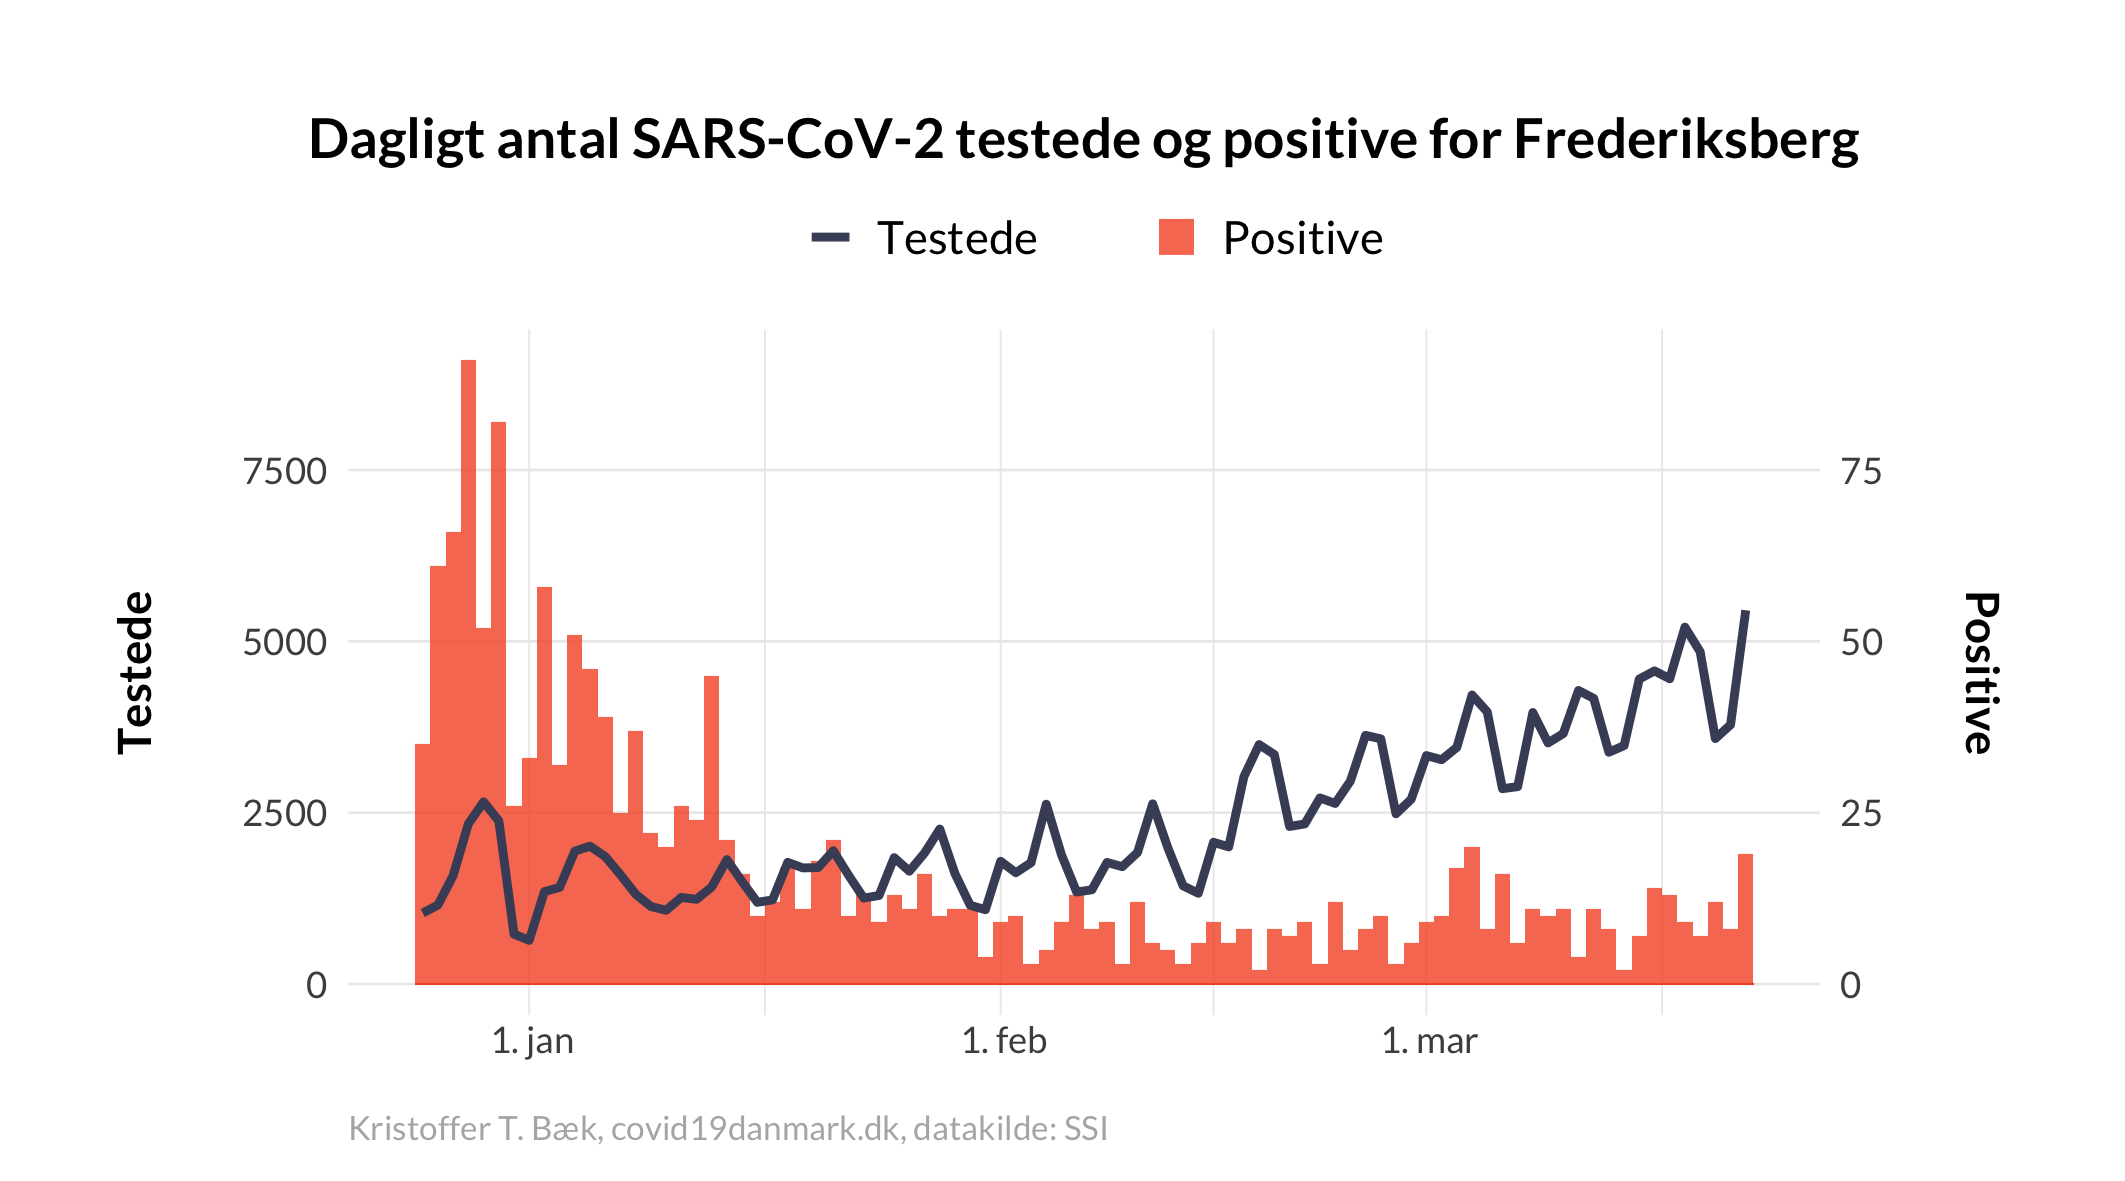 Dagligt antal SARS-CoV-2 testede og positive for Frederiksberg
Testede
Positive
7500
5000
2500
0
75
50
25
0
Testede
Positive
1. jan
1. feb
1. mar
Kristoffer T. Bæk, covid19danmark.dk, datakilde: SSI